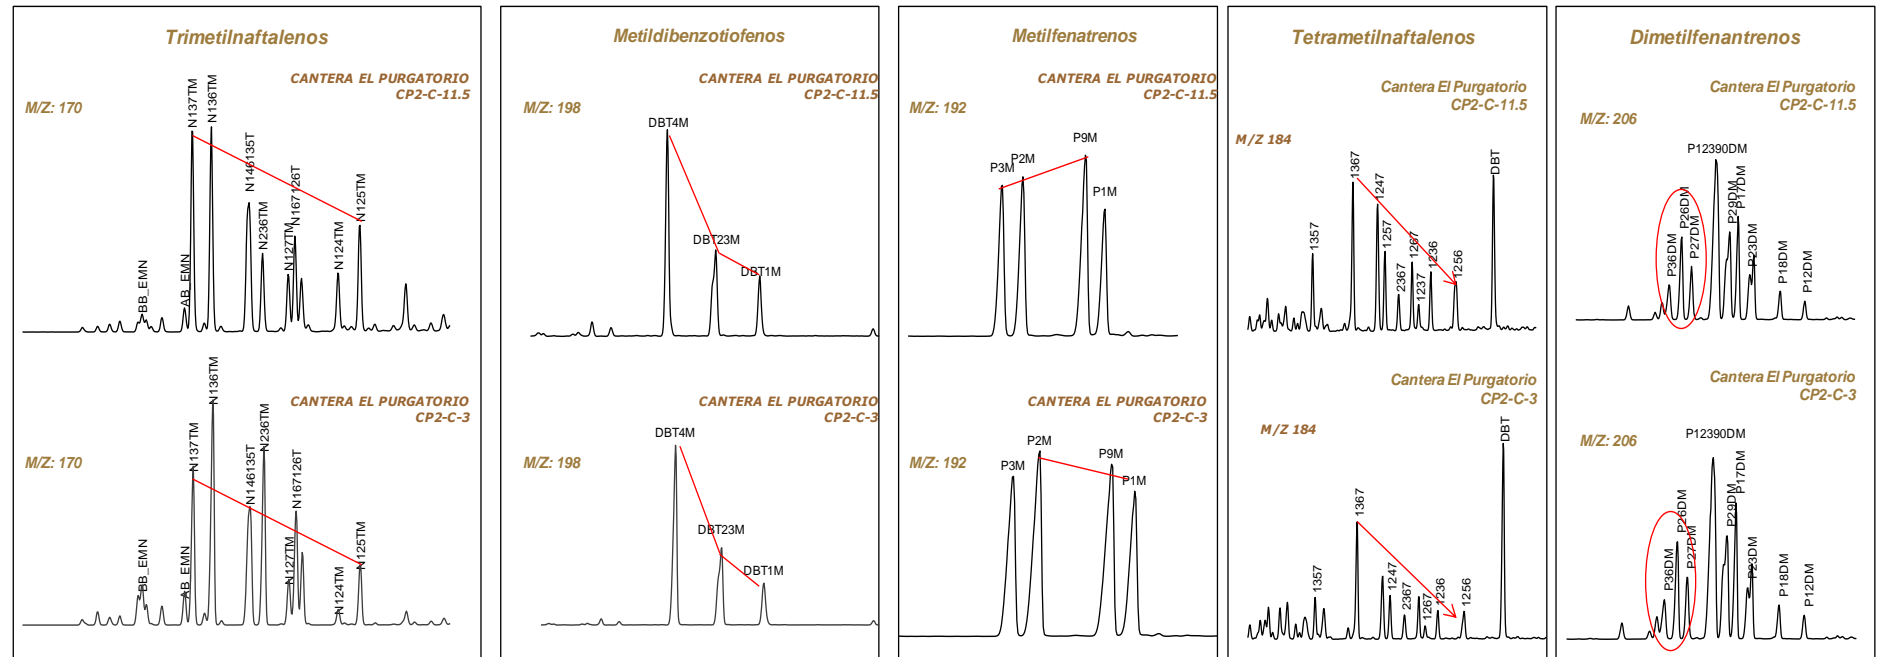 Trimetilnaftalenos
CANTERA EL PURGATORIO
CP2-C-11.5
M/Z: 170
BB_EMN
AB_EMN
N137TM
N136TM
N146135T
N236TM
N127TM
N167126T
N124TM
N125TM
CANTERA EL PURGATORIO
CP2-C-3
M/Z: 170
BB_EMN
AB_EMN
N137TM
N136TM
N146135T
N236TM
N127TM
N167126T
N124TM
N125TM
Metildibenzotiofenos
CANTERA EL PURGATORIO
CP2-C-11.5
M/Z: 198
DBT4M
DBT23M
DBT1M
CANTERA EL PURGATORIO
CP2-C-3
M/Z: 198
DBT4M
DBT23M
DBT1M
Metilfenatrenos
CANTERA EL PURGATORIO
CP2-C-11.5
M/Z: 192
P3M
P2M
P9M
P1M
CANTERA EL PURGATORIO
CP2-C-3
M/Z: 192
P3M
P2M
P9M
P1M
Tetrametilnaftalenos
Cantera El Purgatorio
CP2-C-11.5
M/Z 184
1357
1367
1247
1257
2367
1267
1237
1236
1256
DBT
Cantera El Purgatorio
CP2-C-3
M/Z 184
1357
1367
1247
2367
1267
1236
1256
DBT
Dimetilfenantrenos
Cantera El Purgatorio
CP2-C-11.5
M/Z: 206
P36DM
P26DM
P27DM
P12390DM
P29DM
P17DM
P23DM
P18DM
P12DM
Cantera El Purgatorio
CP2-C-3
M/Z: 206
P36DM
P26DM
P27DM
P12390DM
P29DM
P17DM
P23DM
P18DM
P12DM